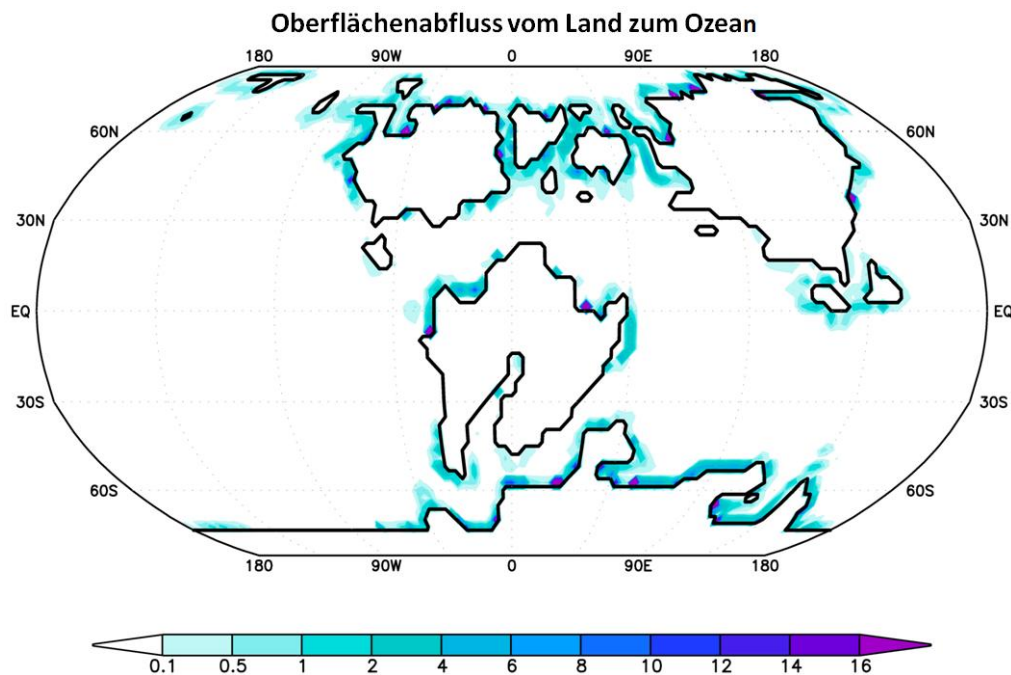 Oberflächenabfluss vom Land zum Ozean
180 90W 0 90E 180
60N 60N
30N 30N
EQ EQ
30S 30S
60S 60S
180 90W 0 90E 180
0.1 0.5 1 2 4 6 8 10 12 14 16